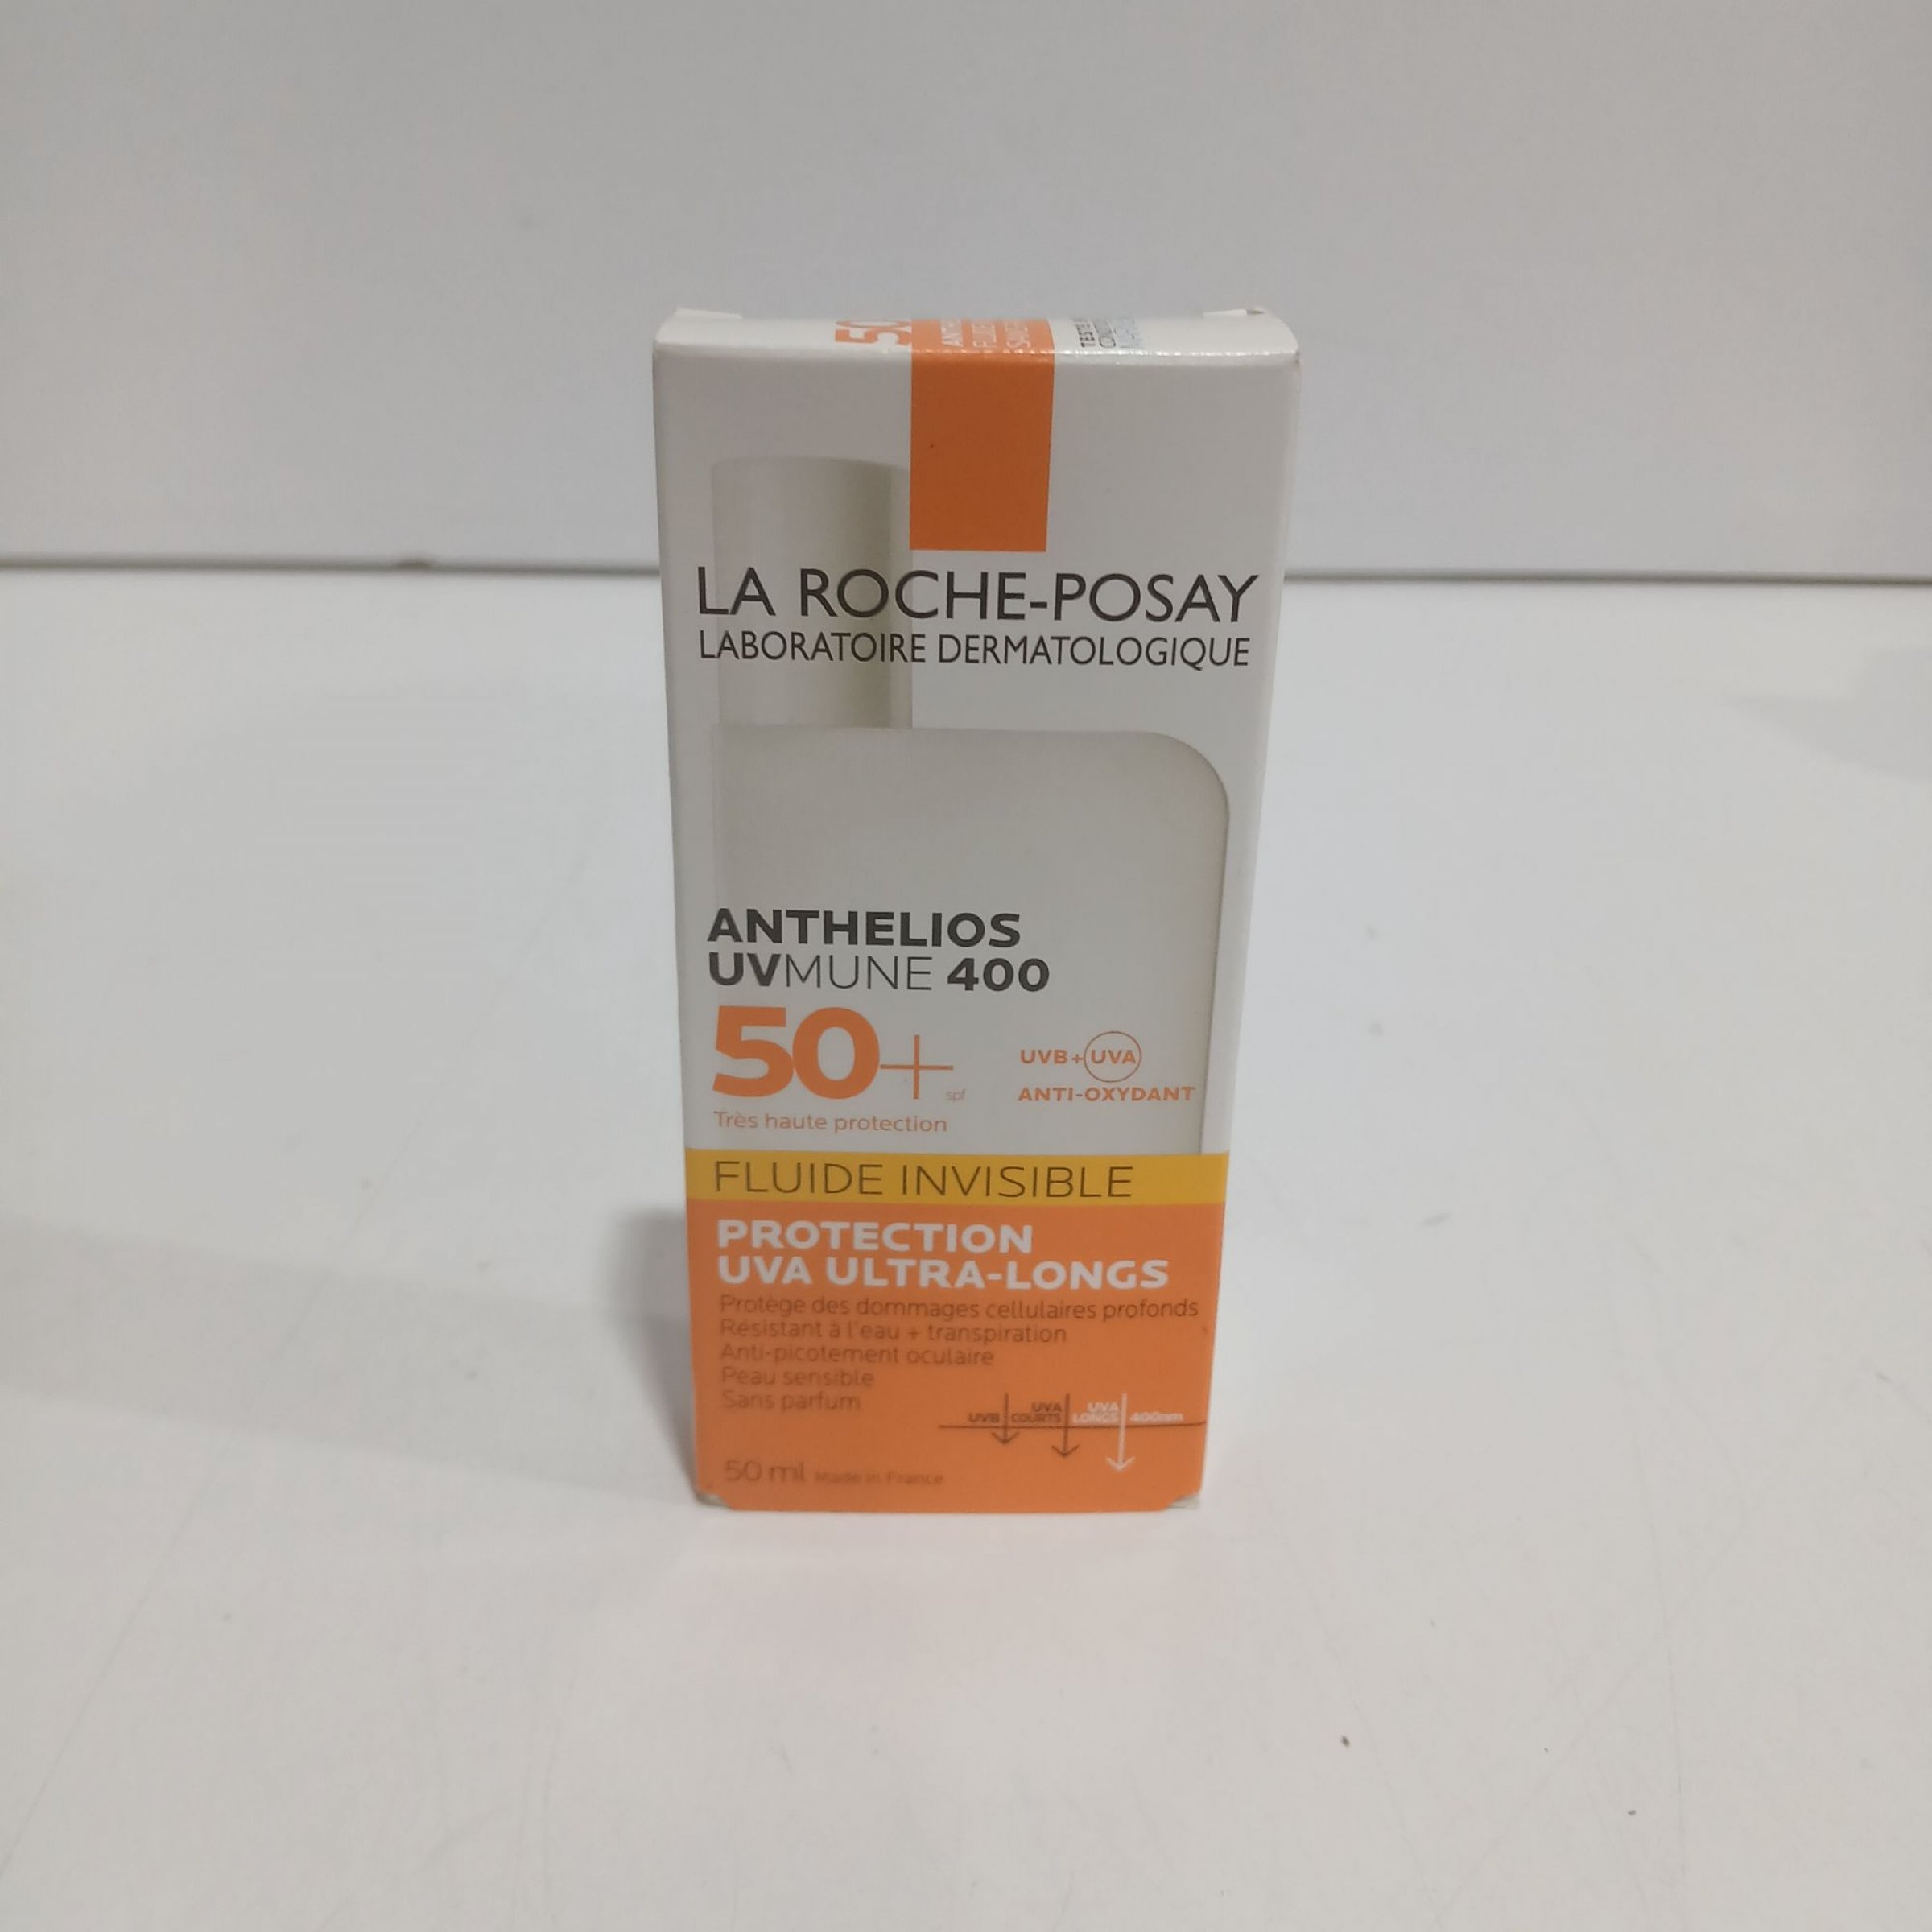 50
LA ROCHE-POSAY
LABORATOIRE DERMATOLOGIQUE
ANTHELIOS
UVMUNE 400
50+ spf
UVB+UVA
ANTI-OXYDANT
Très haute protection
FLUIDE INVISIBLE
PROTECTION
UVA ULTRA-LONGS
Protège des dommages cellulaires profonds
Résistant à l'eau + transpiration
Anti-picotement oculaire
Peau sensible
Sans parfum
UVB
UVA
COURTS
UVA
LONGS
400nm
50 ml Made in France